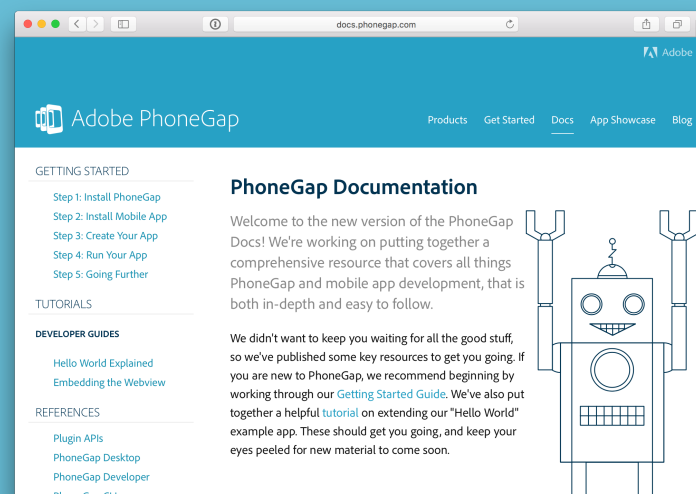 docs.phonegap.com
Adobe
Adobe PhoneGap
Products Get Started Docs App Showcase Blog
GETTING STARTED
Step 1: Install PhoneGap
Step 2: Install Mobile App
Step 3: Create Your App
Step 4: Run Your App
Step 5: Going Further
TUTORIALS
DEVELOPER GUIDES
Hello World Explained
Embedding the Webview
REFERENCES
Plugin APIs
PhoneGap Desktop
PhoneGap Developer
PhoneGap Documentation
Welcome to the new version of the PhoneGap
Docs! We're working on putting together a
comprehensive resource that covers all things
PhoneGap and mobile app development, that is
both in-depth and easy to follow.
We didn't want to keep you waiting for all the good stuff,
so we've published some key resources to get you going. If
you are new to PhoneGap, we recommend beginning by
working through our Getting Started Guide. We've also put
together a helpful tutorial on extending our "Hello World"
example app. These should get you going, and keep your
eyes peeled for new material to come soon.